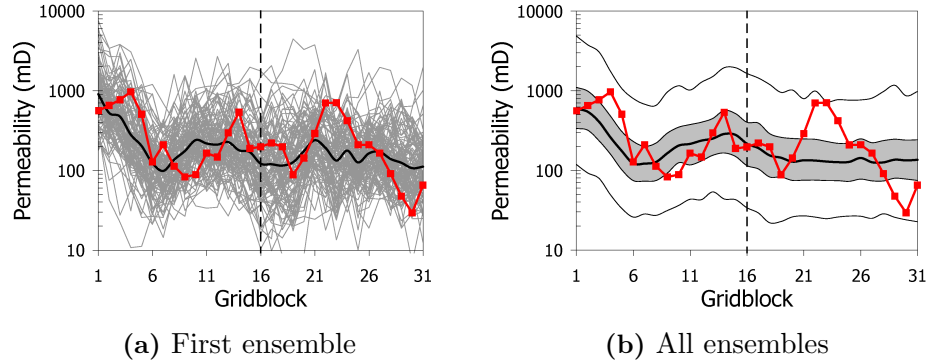 10000
1000
100
10
Permeability (mD)
1 6 11 16 21 26 31
Gridblock
(a) First ensemble
10000
1000
100
10
Permeability (mD)
1 6 11 16 21 26 31
Gridblock
(b) All ensembles